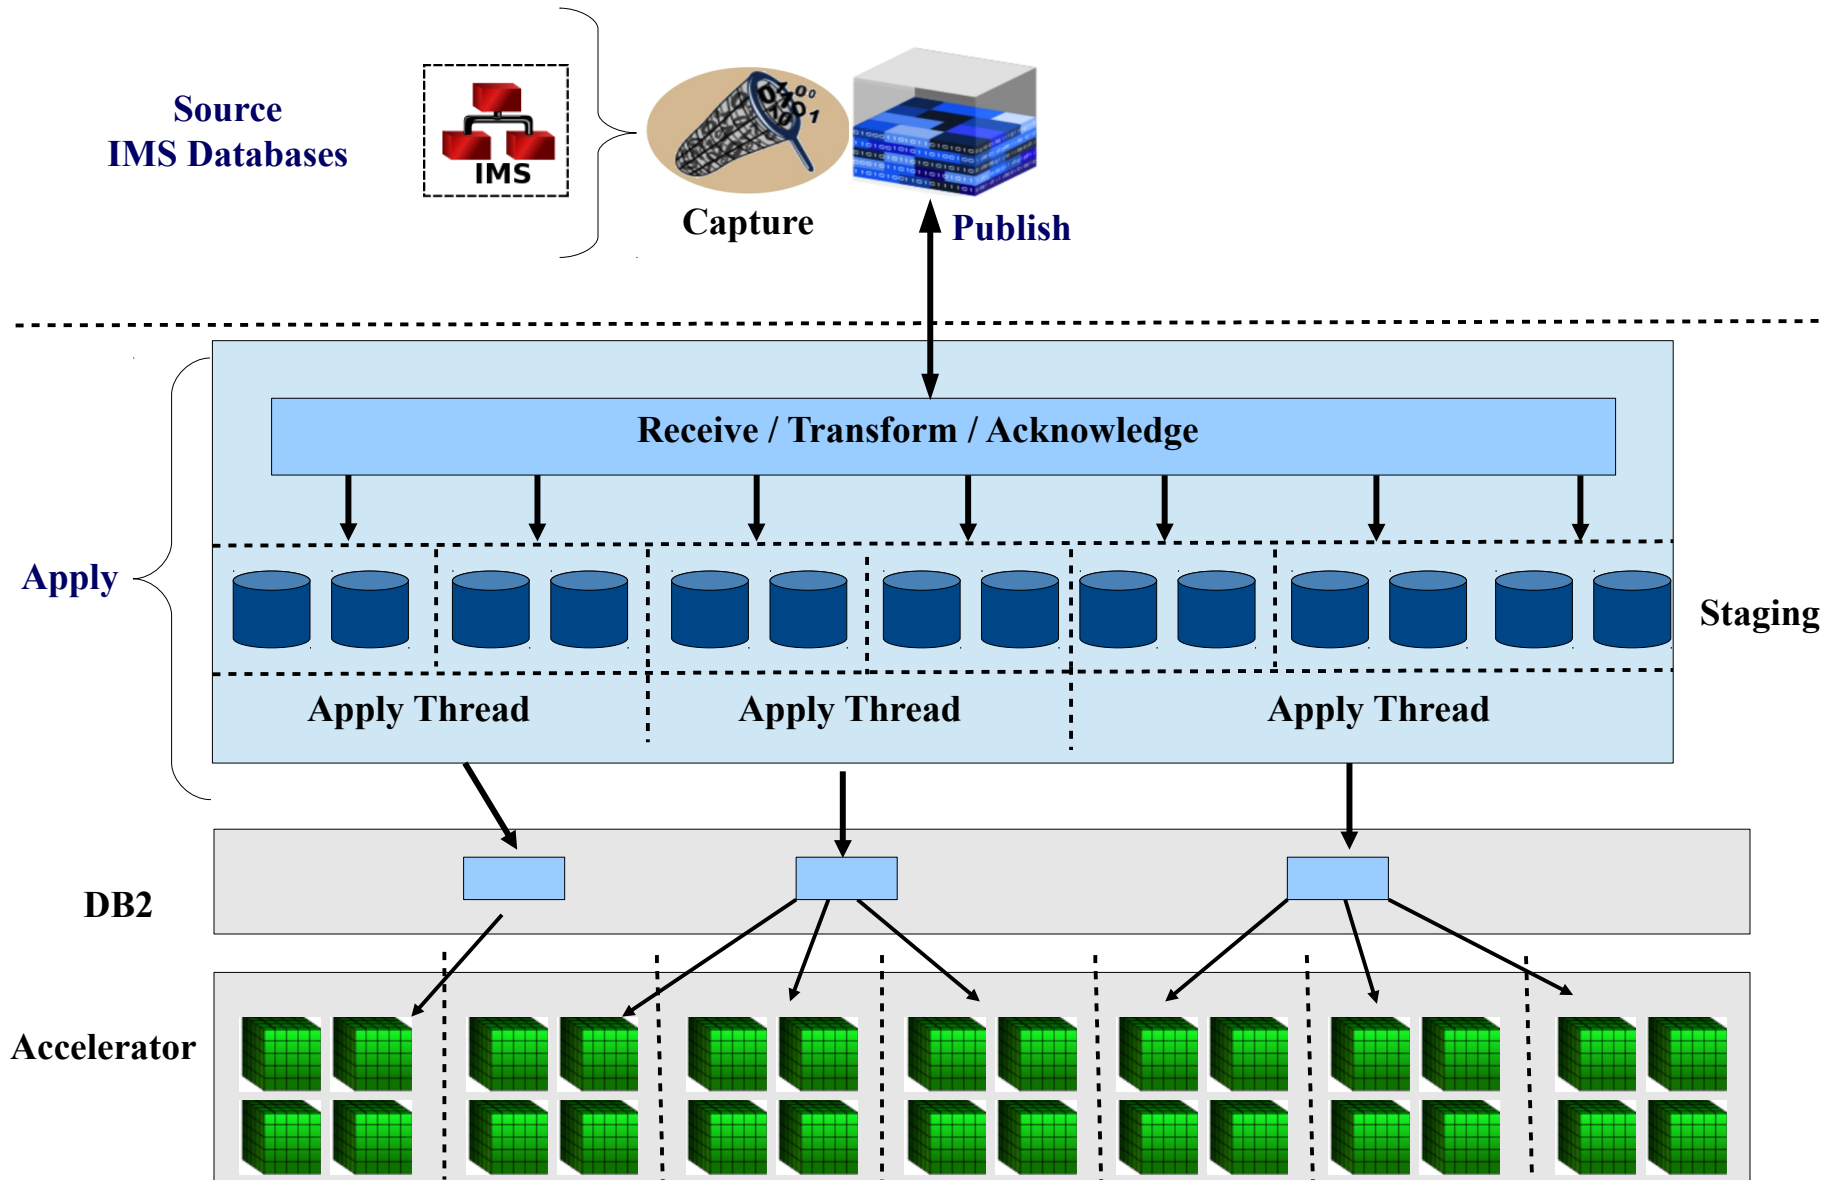 Source
IMS Databases
IMS
Capture
Publish
Receive / Transform / Acknowledge
Apply
Staging
Apply Thread
Apply Thread
Apply Thread
DB2
Accelerator